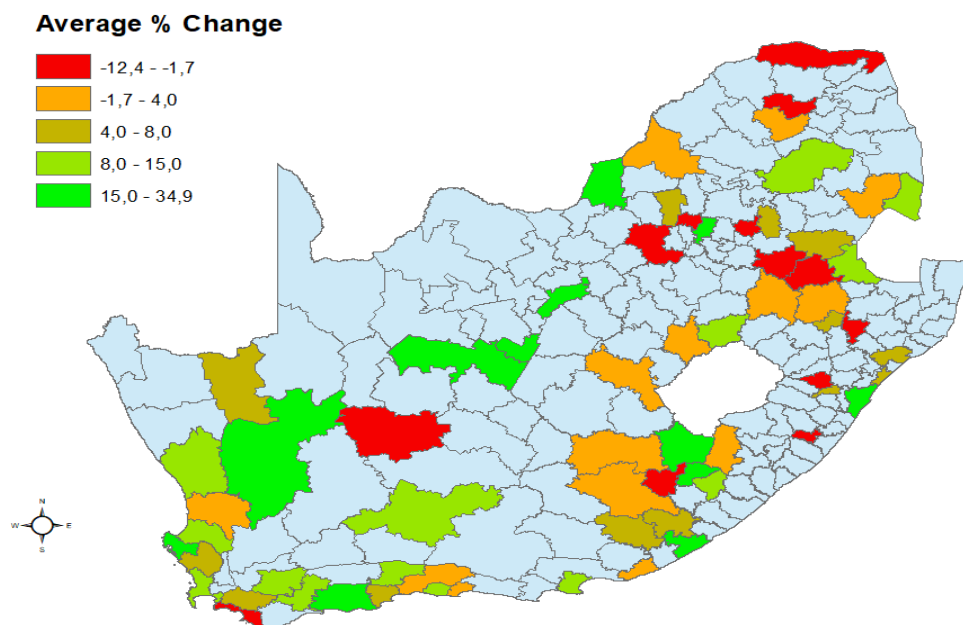 Average % Change
-12,4 - -1,7
-1,7 - 4,0
4,0 - 8,0
8,0 - 15,0
15,0 - 34,9
N
W E
S